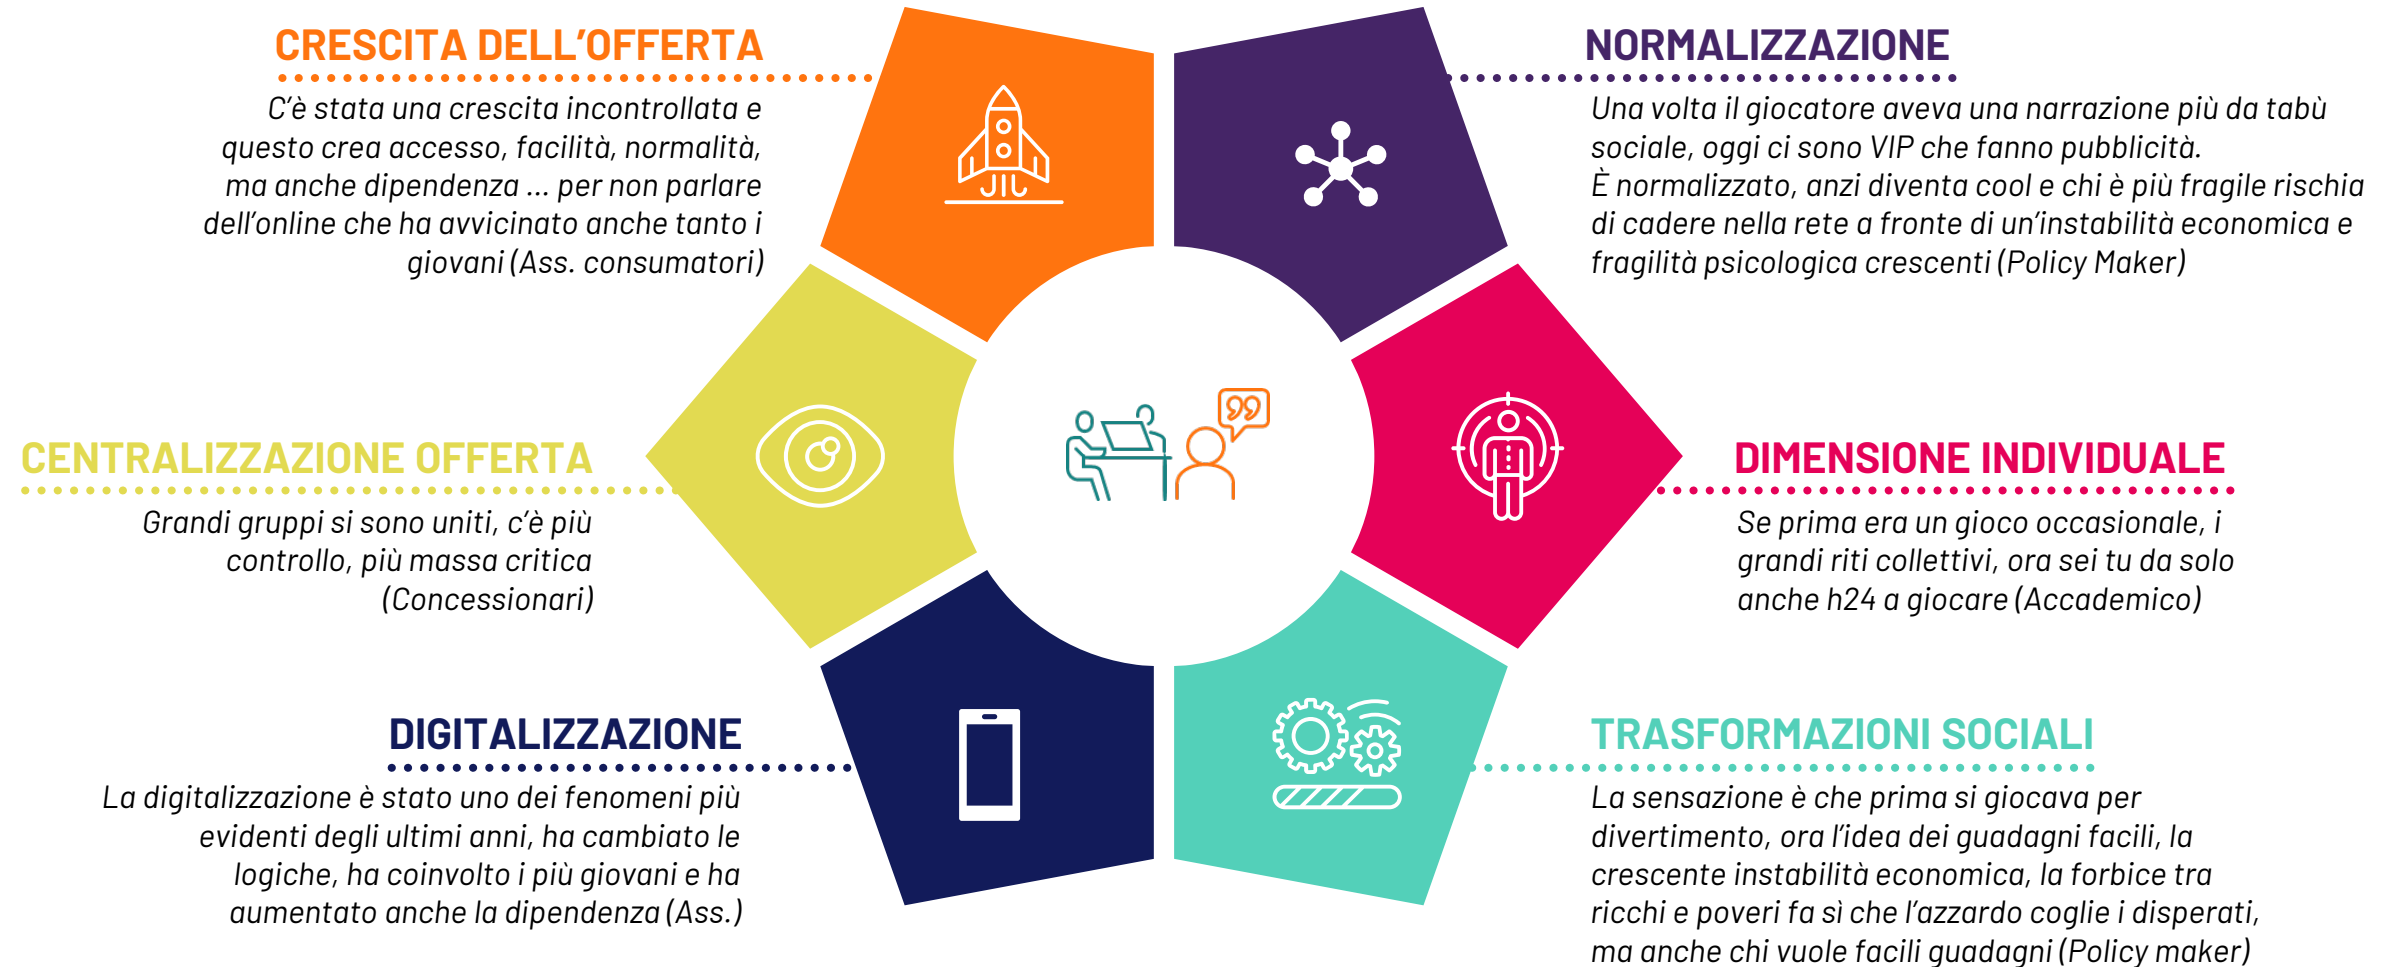 CRESCITA DELL'OFFERTA
C'è stata una crescita incontrollata e
questo crea accesso, facilità, normalità,
ma anche dipendenza ... per non parlare
dell'online che ha avvicinato anche tanto i
giovani (Ass. consumatori)
NORMALIZZAZIONE
Una volta il giocatore aveva una narrazione più da tabù
sociale, oggi ci sono VIP che fanno pubblicità.
È normalizzato, anzi diventa cool e chi è più fragile rischia
di cadere nella rete a fronte di un'instabilità economica e
fragilità psicologica crescenti (Policy Maker)
CENTRALIZZAZIONE OFFERTA
Grandi gruppi si sono uniti, c'è più
controllo, più massa critica
(Concessionari)
DIMENSIONE INDIVIDUALE
Se prima era un gioco occasionale, i
grandi riti collettivi, ora sei tu da solo
anche h24 a giocare (Accademico)
DIGITALIZZAZIONE
La digitalizzazione è stato uno dei fenomeni più
evidenti degli ultimi anni, ha cambiato le
logiche, ha coinvolto i più giovani e ha
aumentato anche la dipendenza (Ass.)
TRASFORMAZIONI SOCIALI
La sensazione è che prima si giocava per
divertimento, ora l'idea dei guadagni facili, la
crescente instabilità economica, la forbice tra
ricchi e poveri fa sì che l'azzardo coglie i disperati,
ma anche chi vuole facili guadagni (Policy maker)